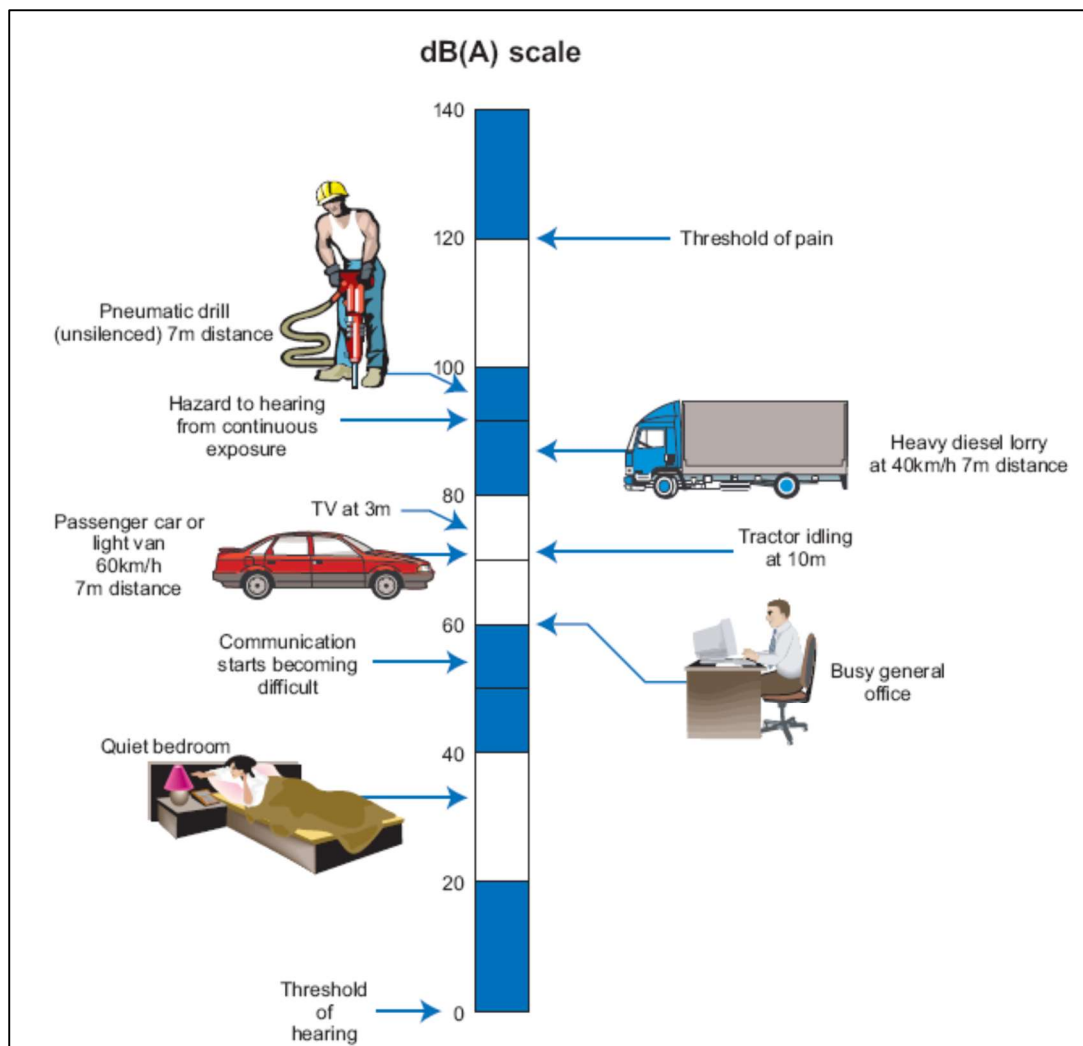 dB(A) scale
140
120
Threshold of pain
Pneumatic drill
(unsilenced) 7m distance
100
Hazard to hearing
from continuous
exposure
Heavy diesel lorry
at 40km/h 7m distance
80
TV at 3m
Passenger car or
light van
60km/h
7m distance
Tractor idling
at 10m
60
Communication
starts becoming
difficult
Busy general
office
Quiet bedroom
40
20
Threshold
of
hearing
0